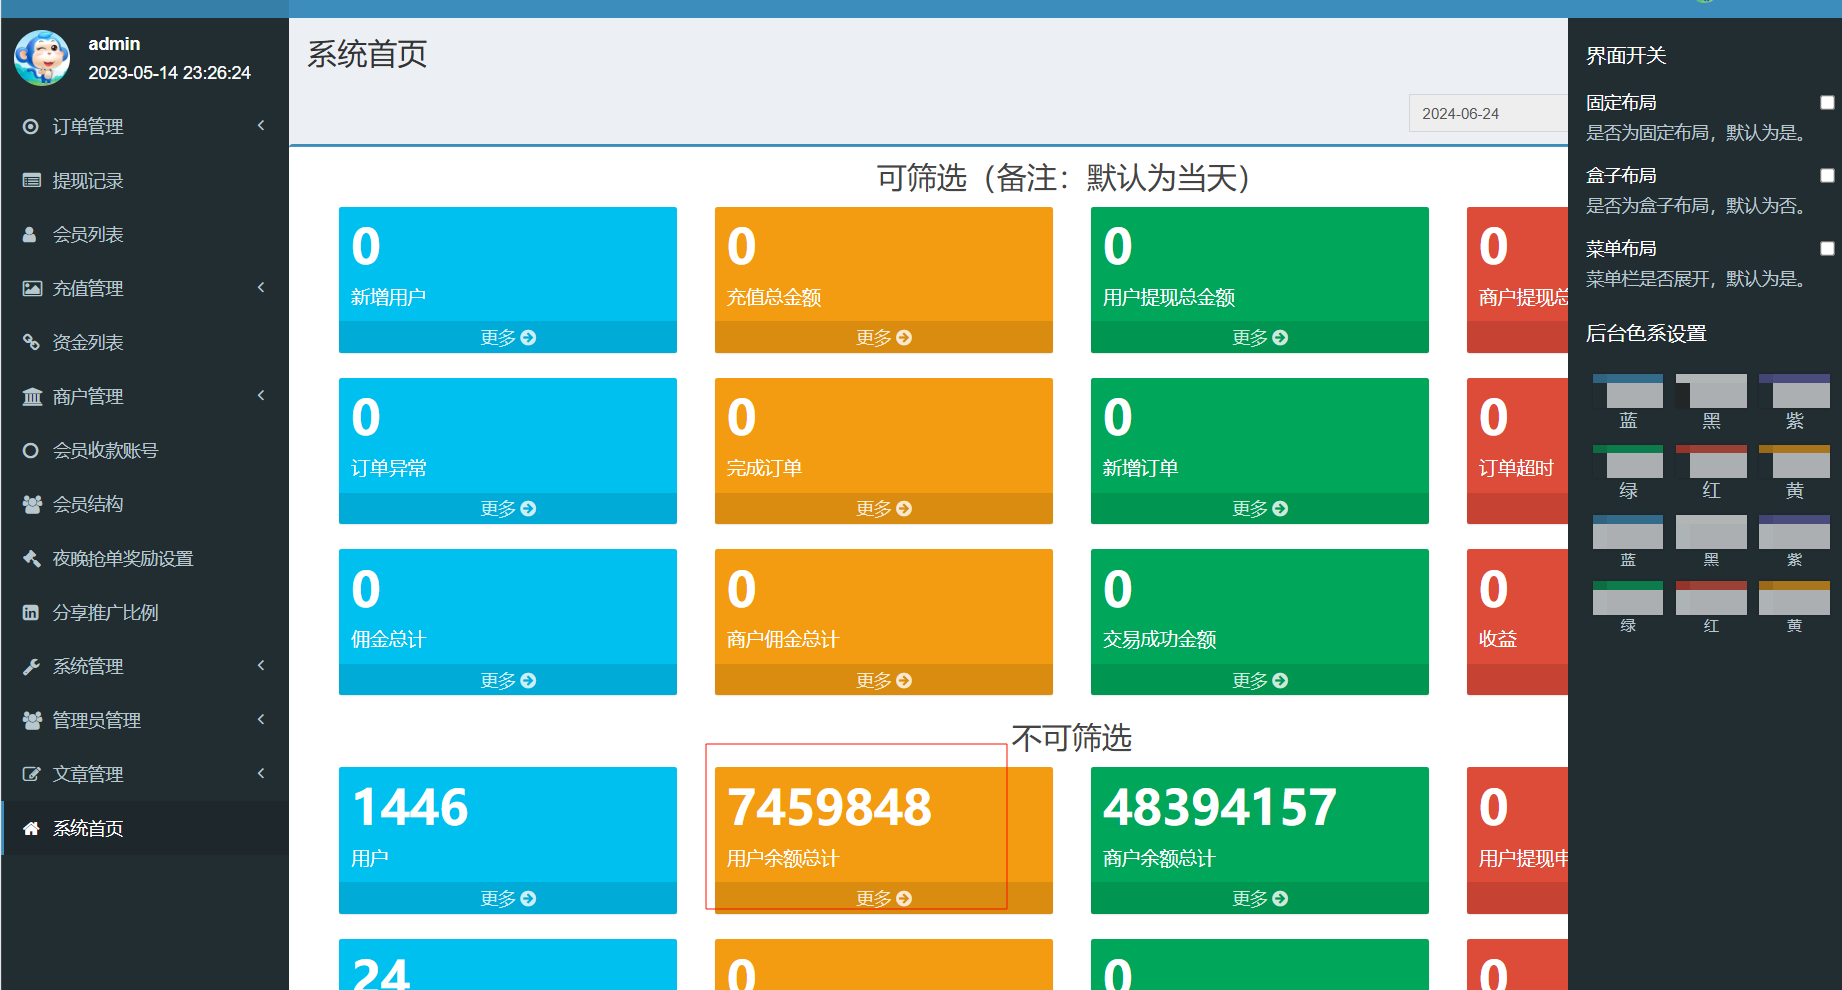 admin
2023-05-14 23:26:24
订单管理
提现记录
会员列表
充值管理
资金列表
商户管理
会员收款账号
会员结构
夜晚抢单奖励设置
分享推广比例
系统管理
管理员管理
文章管理
系统首页
系统首页
2024-06-24
可筛选（备注：默认为当天）
0
新增用户
更多
0
充值总金额
更多
0
用户提现总金额
更多
0
商户提现总
0
订单异常
更多
0
完成订单
更多
0
新增订单
更多
0
订单超时
0
佣金总计
更多
0
商户佣金总计
更多
0
交易成功金额
更多
0
收益
不可筛选
1446
用户
更多
7459848
用户余额总计
更多
48394157
商户余额总计
更多
0
用户提现申
24
0
0
0
界面开关
固定布局
是否为固定布局，默认为是。
盒子布局
是否为盒子布局，默认为否。
菜单布局
菜单栏是否展开，默认为是。
后台色系设置
蓝 黑 紫
绿 红 黄
蓝 黑 紫
绿 红 黄